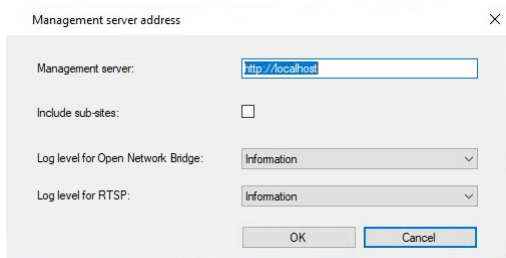 Management server address
Management server: http://localhost
Include sub-sites:
Log level for Open Network Bridge: Information
Log level for RTSP: Information
OK Cancel